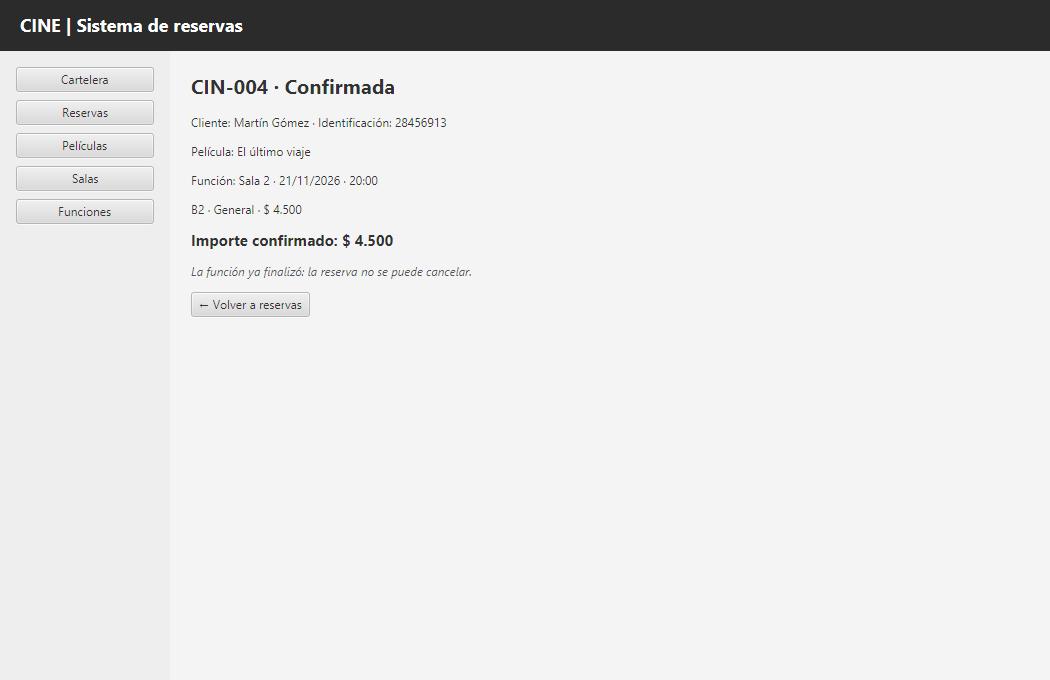 CINE | Sistema de reservas
Cartelera
Reservas
Películas
Salas
Funciones
CIN-004 · Confirmada
Cliente: Martín Gómez · Identificación: 28456913
Película: El último viaje
Función: Sala 2 · 21/11/2026 · 20:00
B2 · General · $ 4.500
Importe confirmado: $ 4.500
La función ya finalizó: la reserva no se puede cancelar.
← Volver a reservas